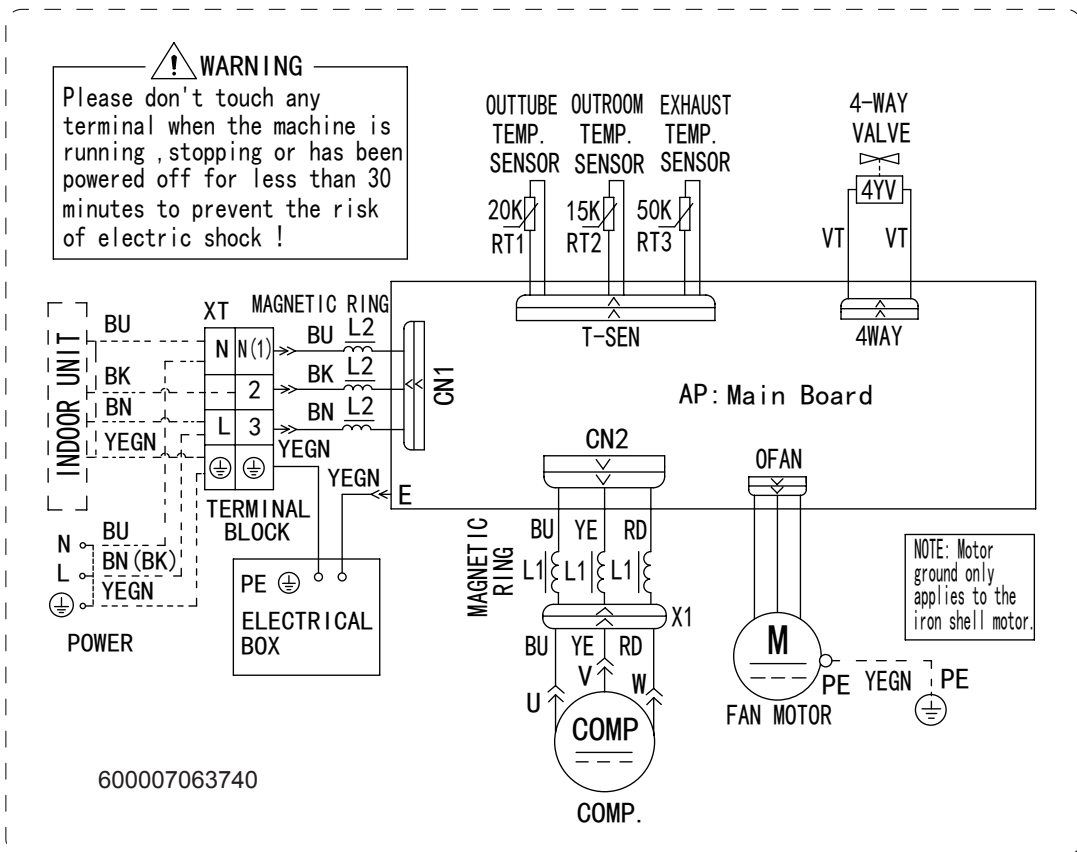 WARNING
Please don't touch any
terminal when the machine is
running ,stopping or has been
powered off for less than 30
minutes to prevent the risk
of electric shock !
OUTTUBE
TEMP.
SENSOR
OUTROOM
TEMP.
SENSOR
EXHAUST
TEMP.
SENSOR
4-WAY
VALVE
20K
RT1
15K
RT2
50K
RT3
4YV
VT VT
T-SEN
4WAY
AP:Main Board
INDOOR UNIT
BU
BK
BN
YEGN
XT
N N(1)
2
L 3
TERMINAL
BLOCK
MAGNETIC RING
BU L2
BK L2
BN L2
YEGN
CN1
YEGN
E
N
L
BU
BN(BK)
YEGN
POWER
PE
ELECTRICAL
BOX
CN2
BU YE RD
MAGNETIC
RING
L1 L1 L1
X1
BU YE RD
U V W
COMP
COMP.
OFAN
M
FAN MOTOR
PE YEGN PE
NOTE: Motor
ground only
applies to the
iron shell motor.
600007063740